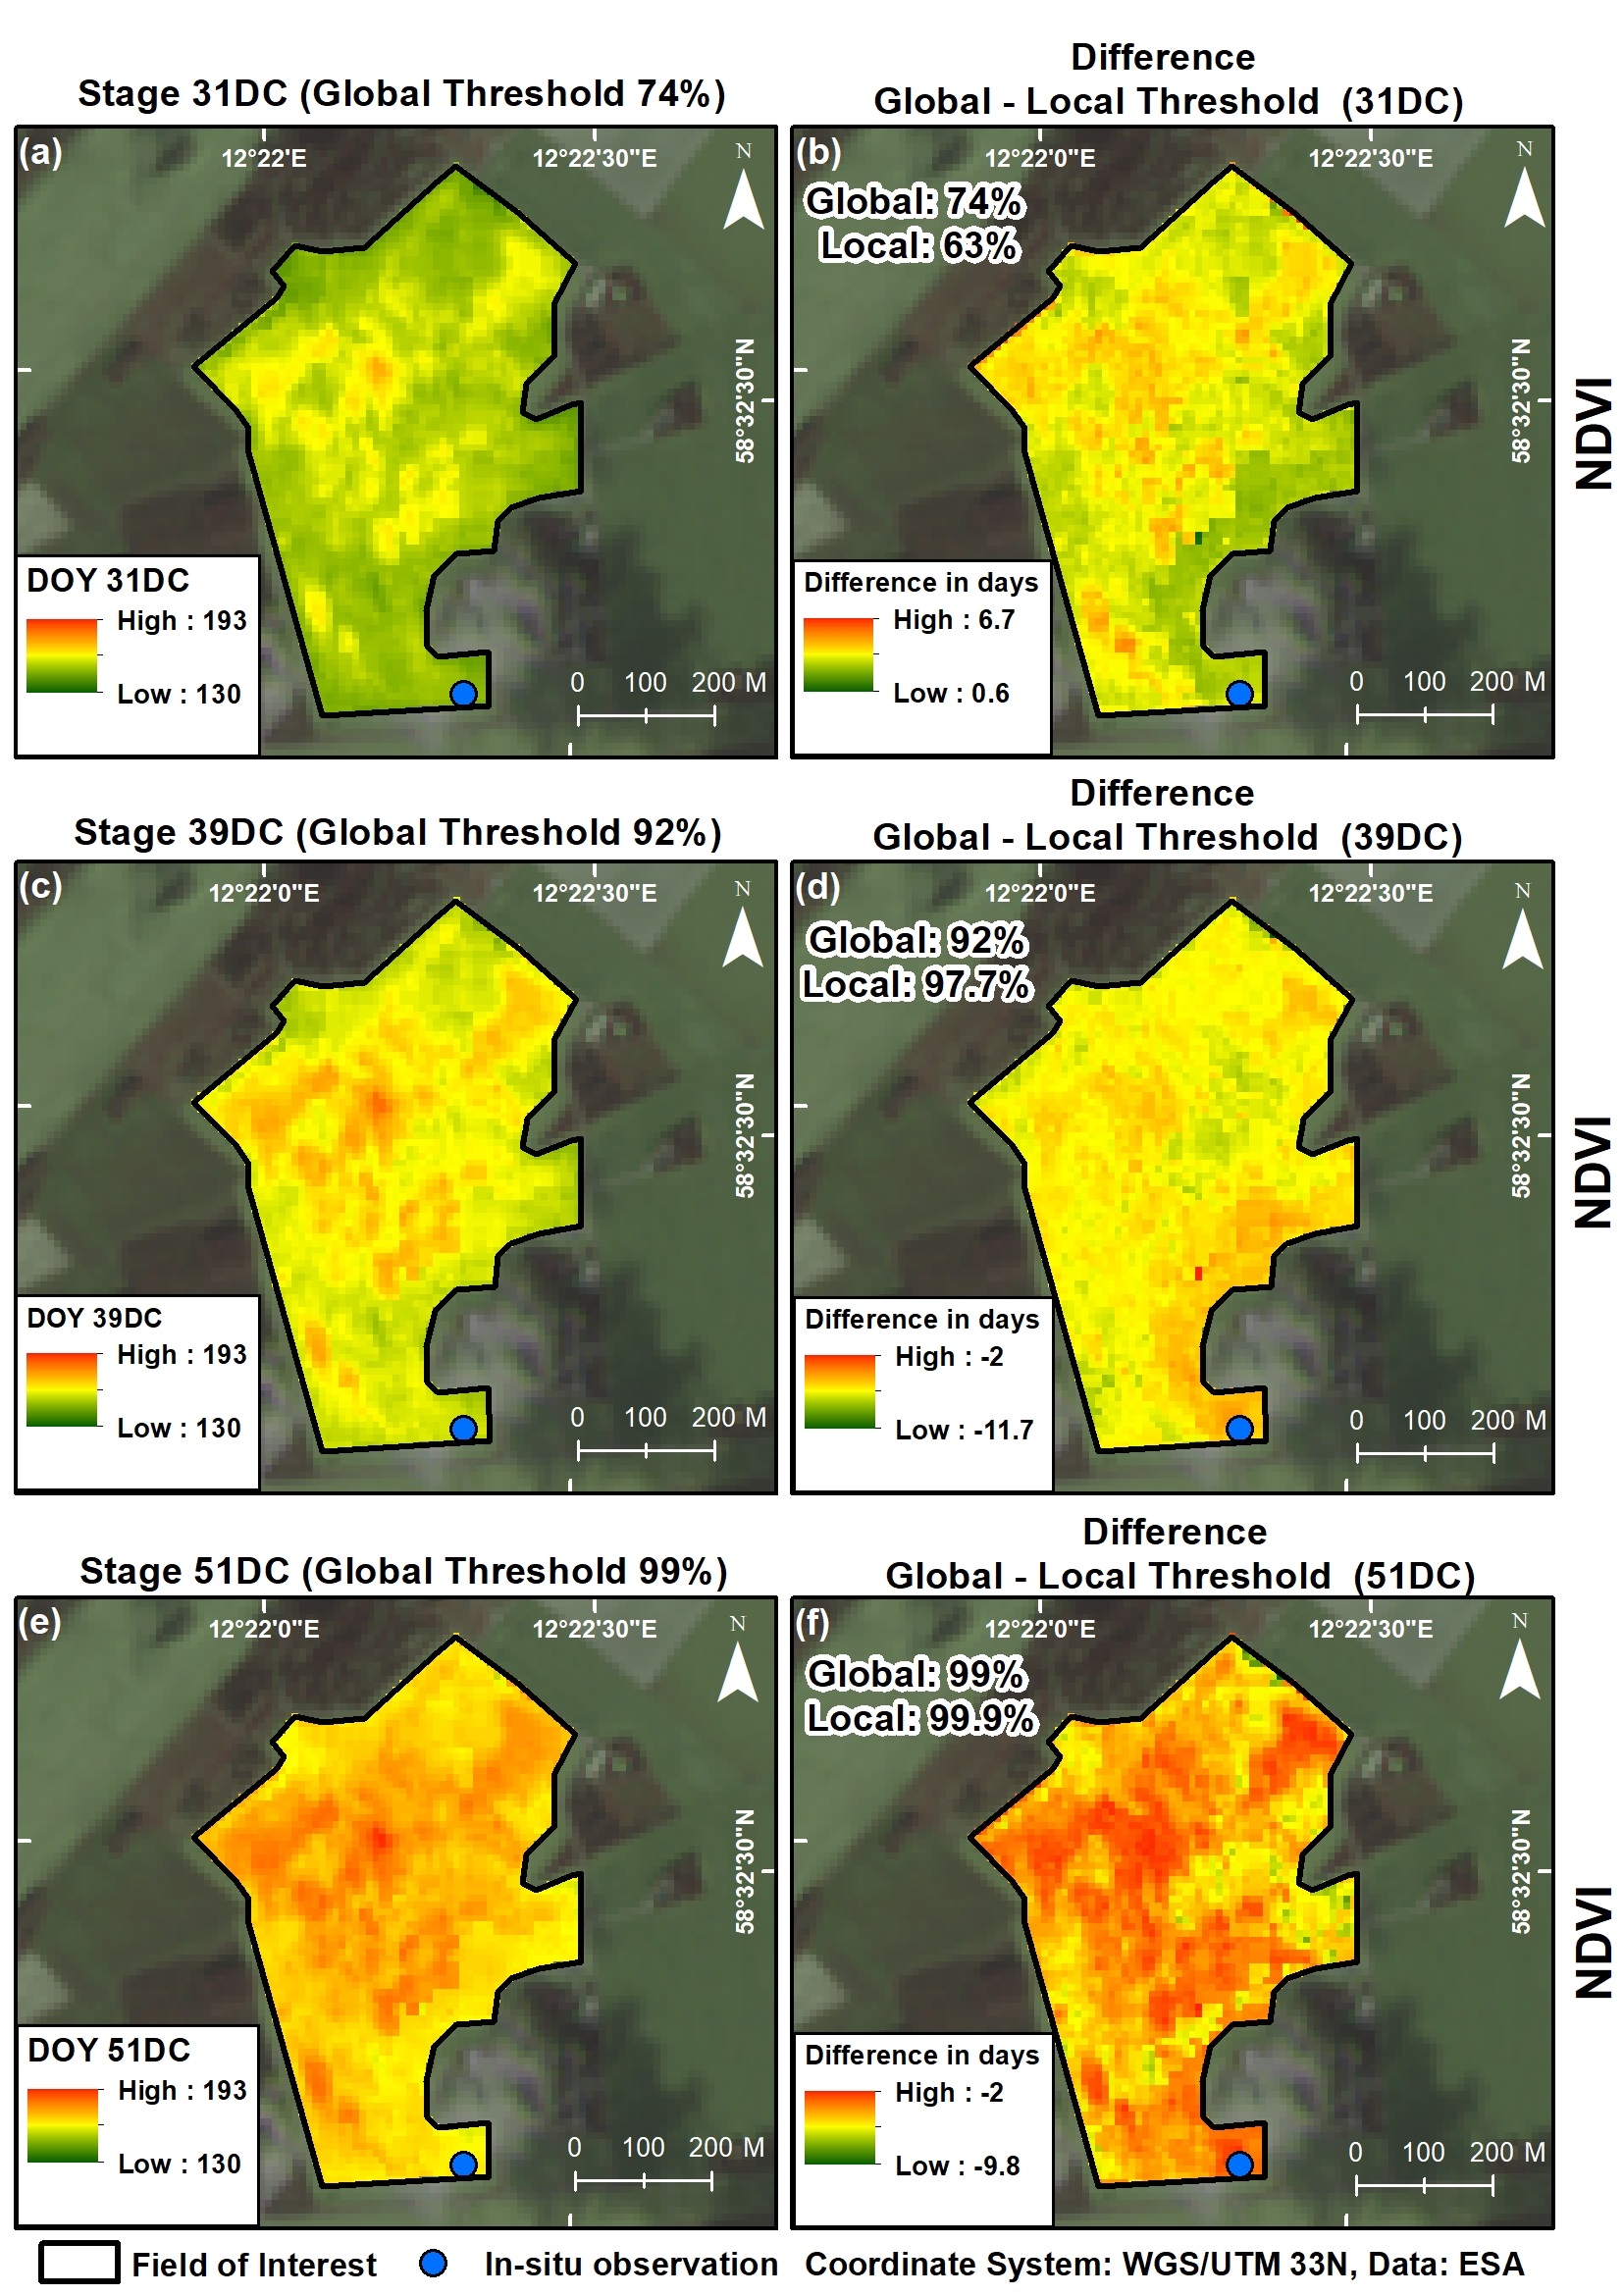 Stage 31DC (Global Threshold 74%)
Difference
Global - Local Threshold (31DC)
(a)
12°22'E
12°22'30"E
N
58°32'30"N
DOY 31DC
High : 193
Low : 130
0 100 200 M
(b)
12°22'0"E
12°22'30"E
N
Global: 74%
Local: 63%
58°32'30"N
Difference in days
High : 6.7
Low : 0.6
0 100 200 M
NDVI
Stage 39DC (Global Threshold 92%)
Difference
Global - Local Threshold (39DC)
(c)
12°22'0"E
12°22'30"E
N
58°32'30"N
DOY 39DC
High : 193
Low : 130
0 100 200 M
(d)
12°22'0"E
12°22'30"E
N
Global: 92%
Local: 97.7%
58°32'30"N
Difference in days
High : -2
Low : -11.7
0 100 200 M
NDVI
Stage 51DC (Global Threshold 99%)
Difference
Global - Local Threshold (51DC)
(e)
12°22'0"E
12°22'30"E
N
58°32'30"N
DOY 51DC
High : 193
Low : 130
0 100 200 M
(f)
12°22'0"E
12°22'30"E
N
Global: 99%
Local: 99.9%
58°32'30"N
Difference in days
High : -2
Low : -9.8
0 100 200 M
NDVI
Field of Interest
In-situ observation
Coordinate System: WGS/UTM 33N, Data: ESA